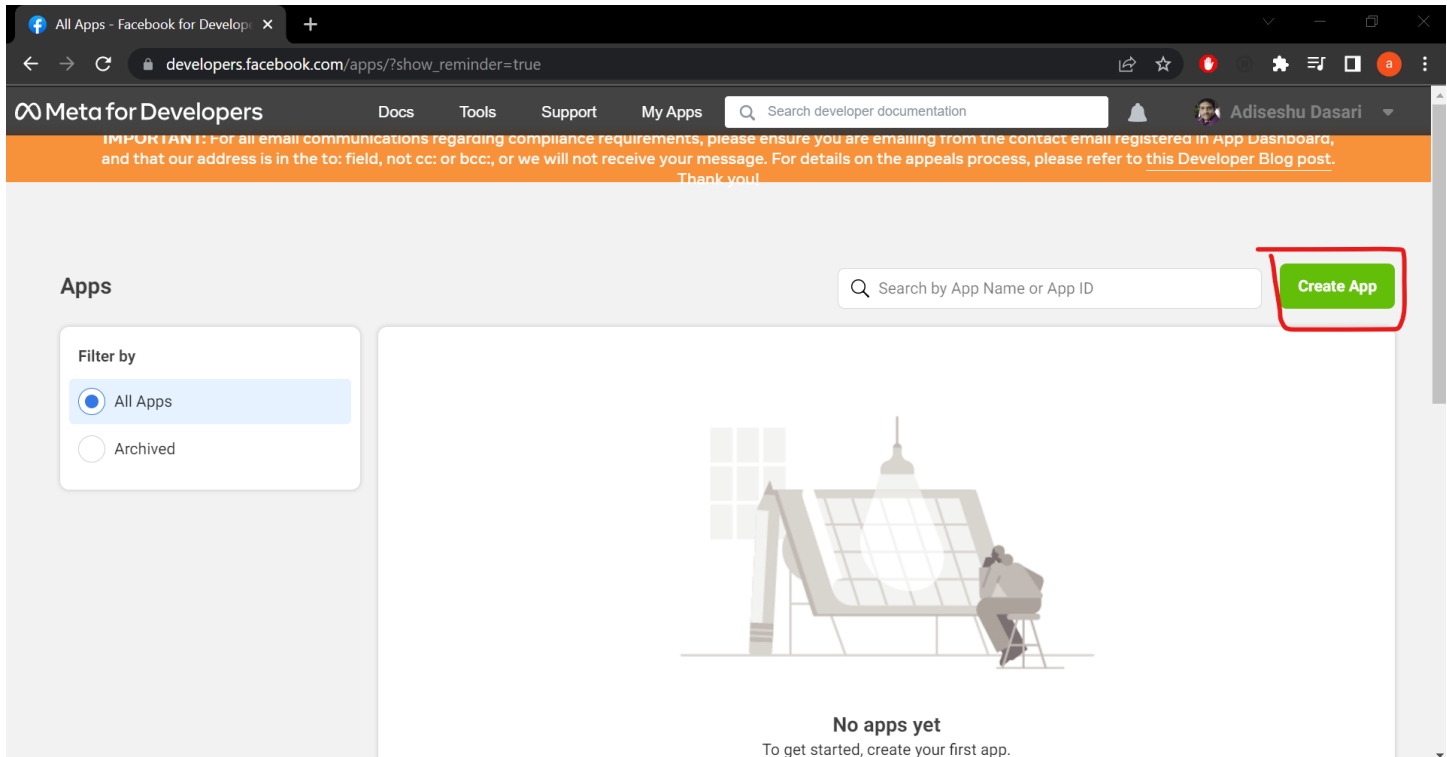 All Apps - Facebook for Develop
developers.facebook.com/apps/?show_reminder=true
a
Meta for Developers
Docs
Tools
Support
My Apps
Search developer documentation
Adiseshu Dasari
IMPORTANT: For all email communications regarding compliance requirements, please ensure you are emailing from the contact email registered in App Dashboard,
and that our address is in the to: field, not cc: or bcc:, or we will not receive your message. For details on the appeals process, please refer to this Developer Blog post.
Thank you!
Apps
Search by App Name or App ID
Create App
Filter by
All Apps
Archived
No apps yet
To get started, create your first app.